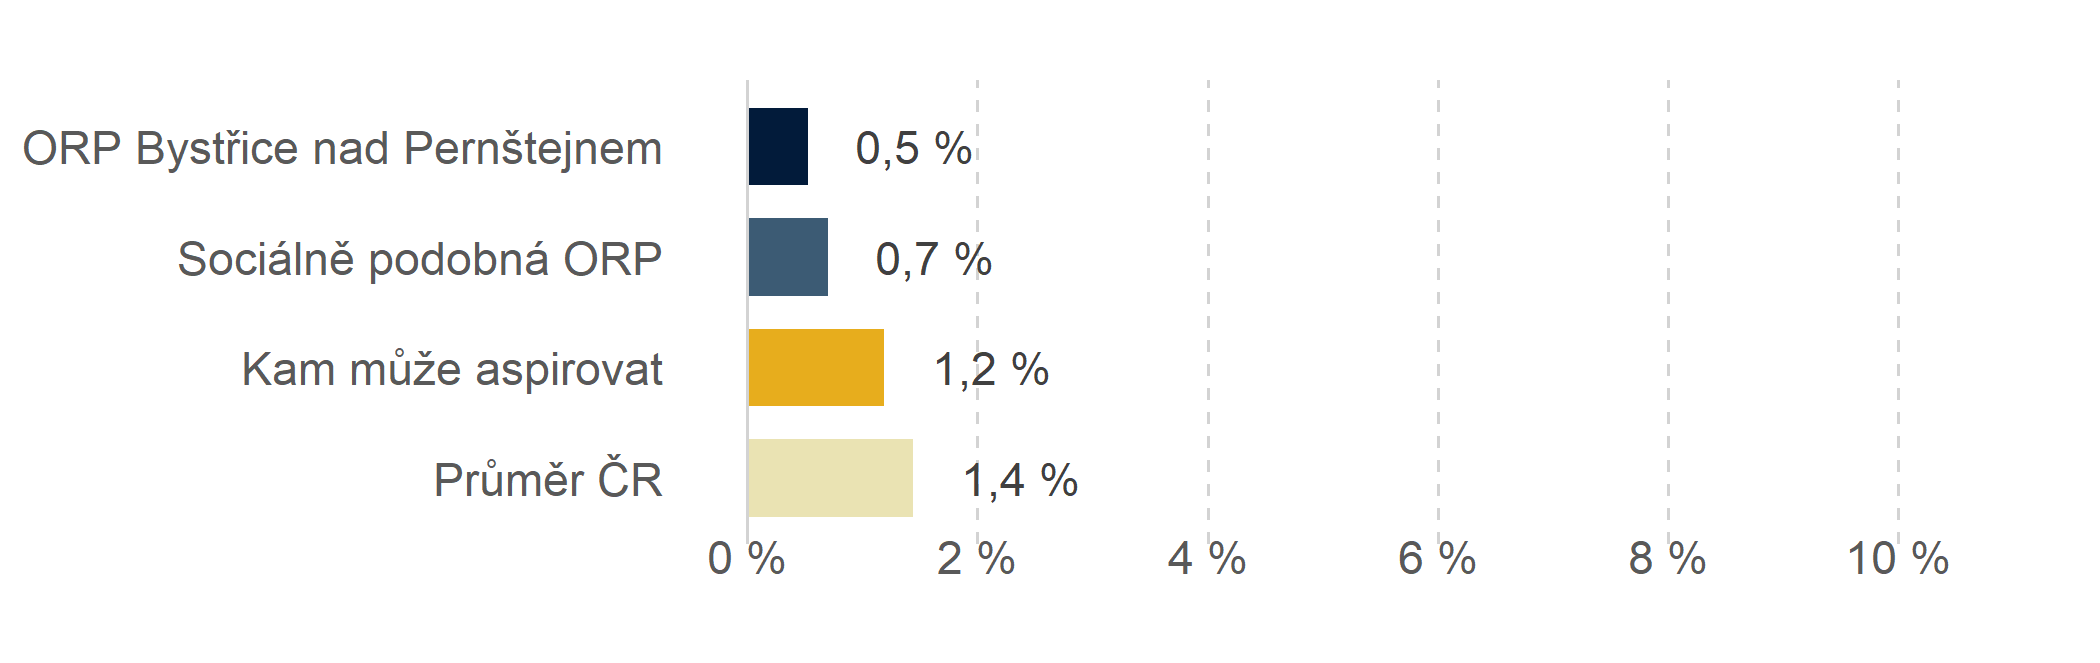 ORP Bystřice nad Pernštejnem 0,5 %
Sociálně podobná ORP 0,7 %
Kam může aspirovat 1,2 %
Průměr ČR 1,4 %
0 % 2 % 4 % 6 % 8 % 10 %